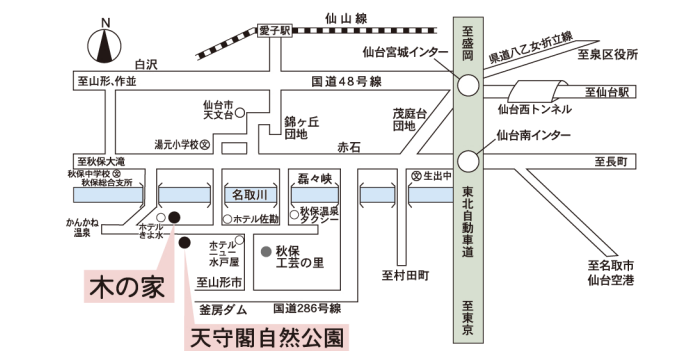 仙山線
N
愛子駅
至盛岡
仙台宮城インター
県道八乙女・折立線
至泉区役所
白沢
至山形、作並
国道48号線
至仙台駅
仙台西トンネル
仙台市
天文台
錦ヶ丘
団地
茂庭台
団地
仙台南インター
湯元小学校文
赤石
至秋保大滝
至長町
秋保中学校文
秋保総合支所
磊々峡
文生出中
名取川
東北自動車道
かんかね
温泉
ホテル
きよ水
ホテル佐勘
秋保温泉
タクシー
ホテル
ニュー
水戸屋
秋保
工芸の里
至村田町
至名取市
仙台空港
木の家
至山形市
釜房ダム
国道286号線
至東京
天守閣自然公園